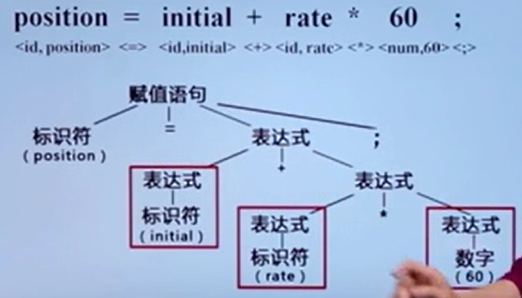 position = initial + rate * 60 ;
<id, position> <=> <id,initial> <+> <id, rate> <*> <num,60> <;>
赋值语句
标识符 = 表达式 ;
(position)
表达式 + 表达式
标识符
(initial)
表达式 * 表达式
标识符 数字
(rate) (60)